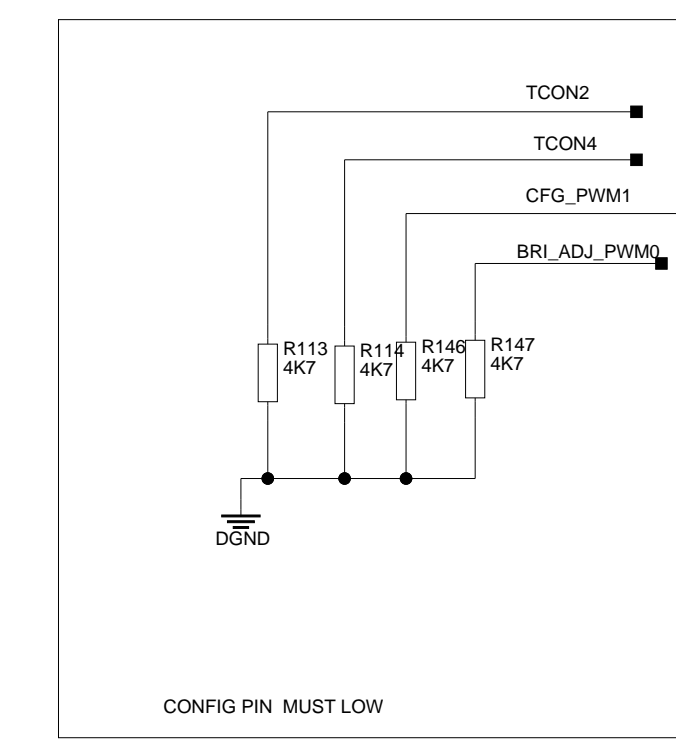 TCON2
TCON4
CFG_PWM1
BRI_ADJ_PWM0
R113
4K7
R114
4K7
R146
4K7
R147
4K7
DGND
CONFIG PIN MUST LOW